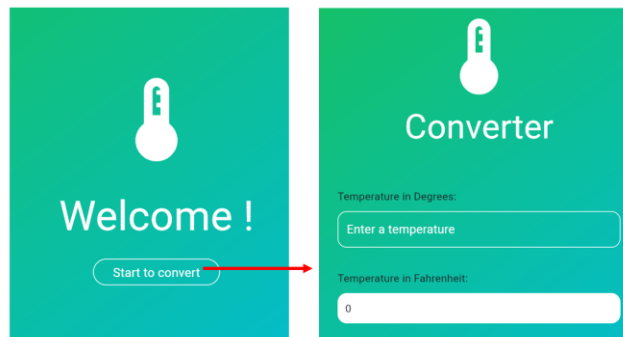 Welcome !
Start to convert
Converter
Temperature in Degrees:
Enter a temperature
Temperature in Fahrenheit:
0